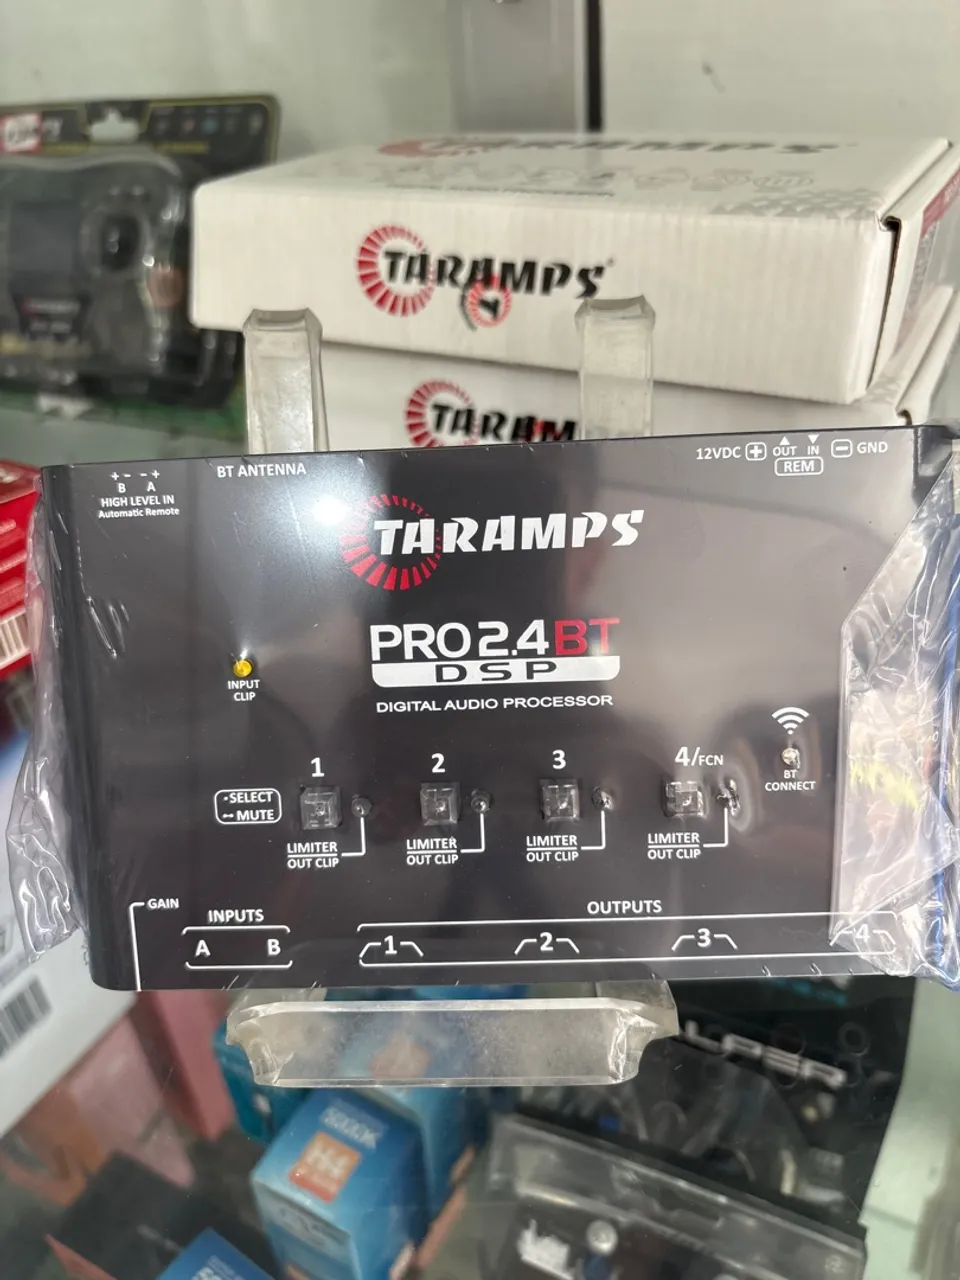 TARAMPS
TARAMPS
TARAM
+ - - +
B A
HIGH LEVEL IN
Automatic Remote
BT ANTENNA
12VDC + OUT IN - GND
REM
TARAMPS
PRO 2.4 BT
DSP
DIGITAL AUDIO PROCESSOR
INPUT
CLIP
BT
CONNECT
1 2 3 4/FCN
SELECT
MUTE
LIMITER
OUT CLIP
LIMITER
OUT CLIP
LIMITER
OUT CLIP
LIMITER
OUT CLIP
GAIN
INPUTS
A B
OUTPUTS
1 2 3 4
H4